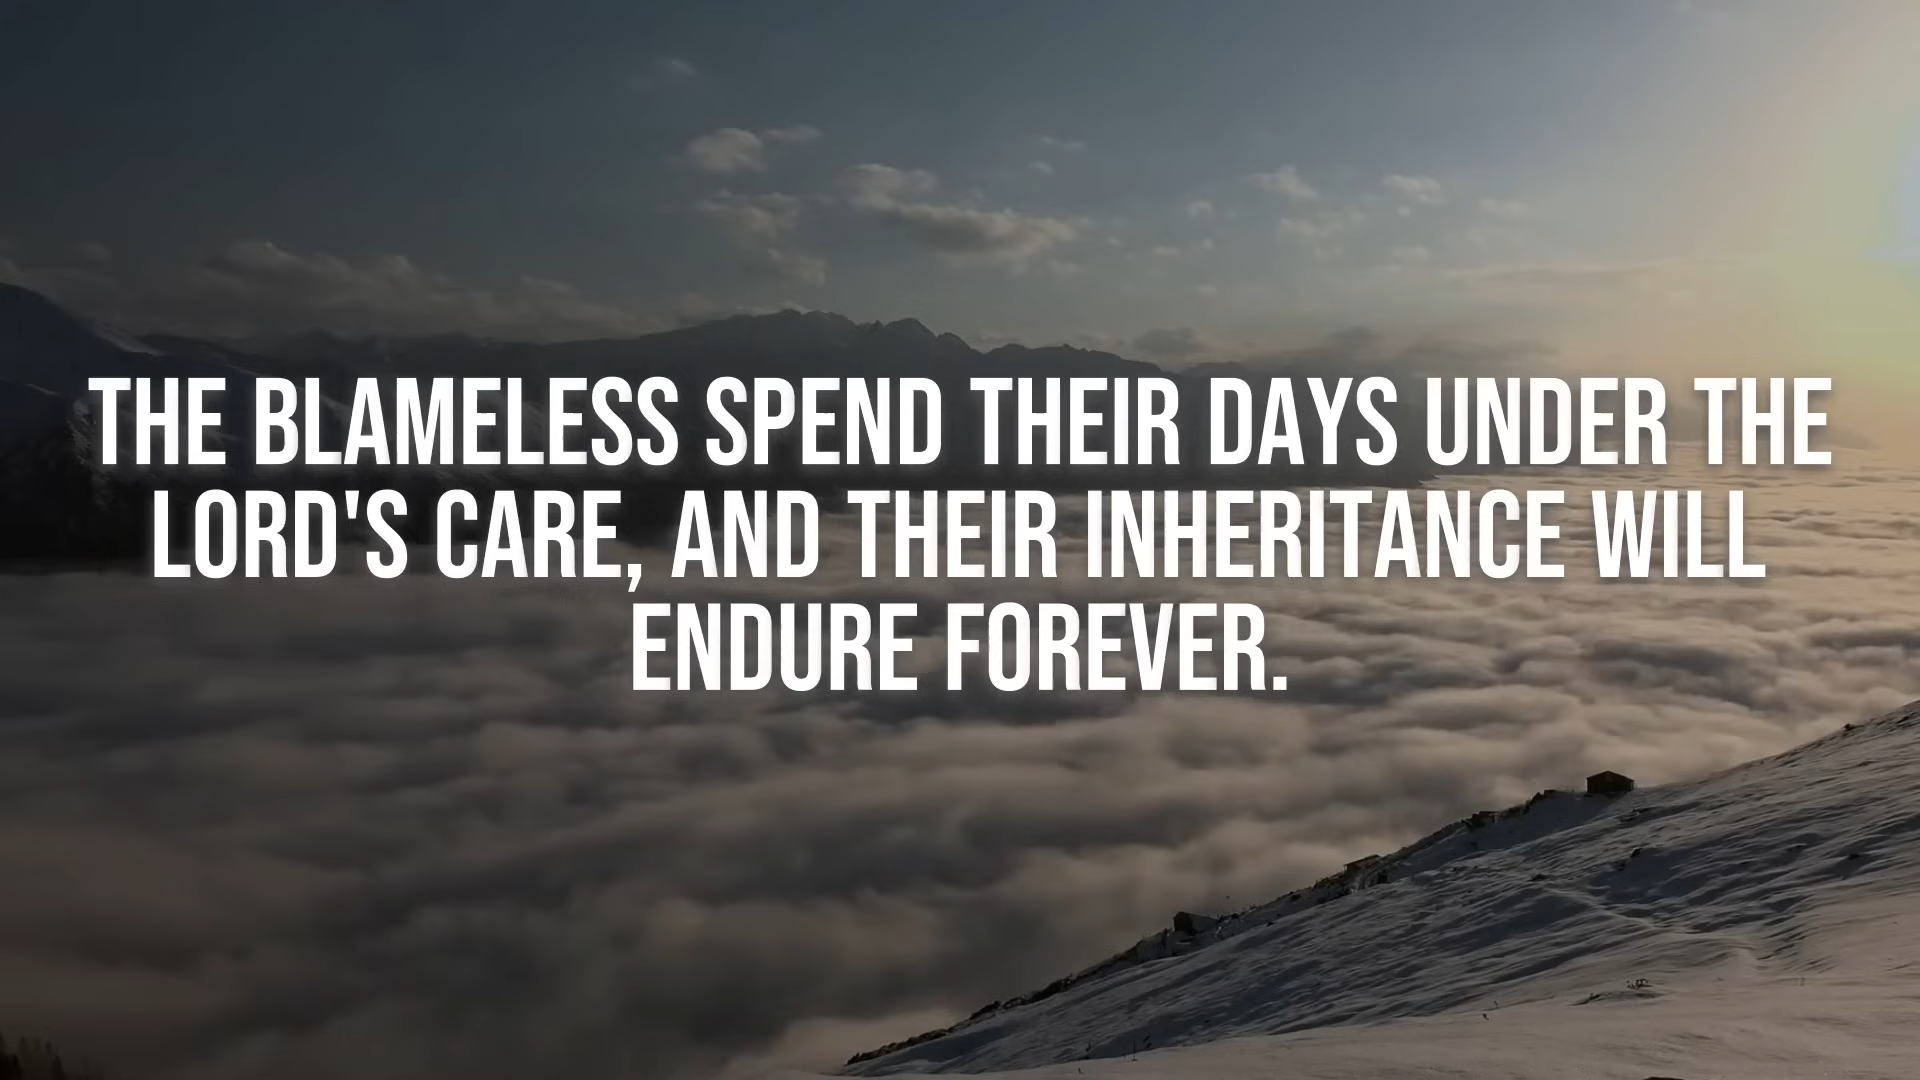 THE BLAMELESS SPEND THEIR DAYS UNDER THE
LORD'S CARE, AND THEIR INHERITANCE WILL
ENDURE FOREVER.